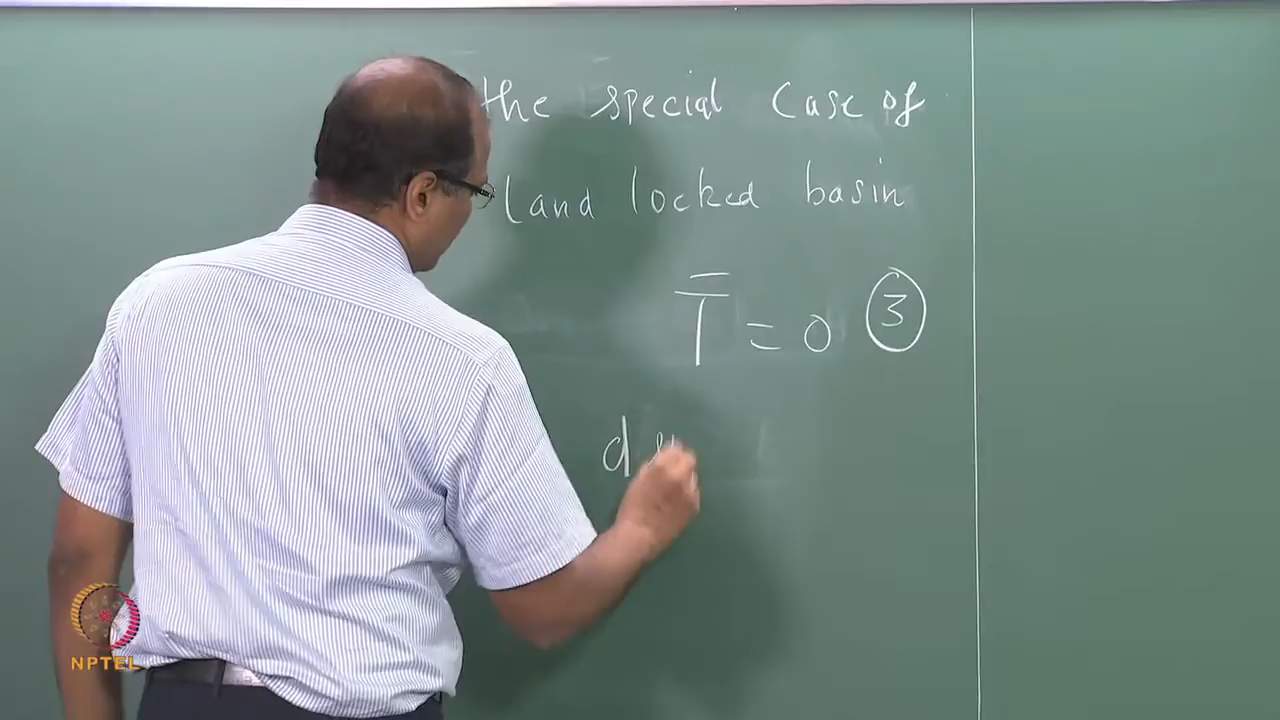 the special case of
land locked basin
T̿ = 0 ③
d
NPTEL